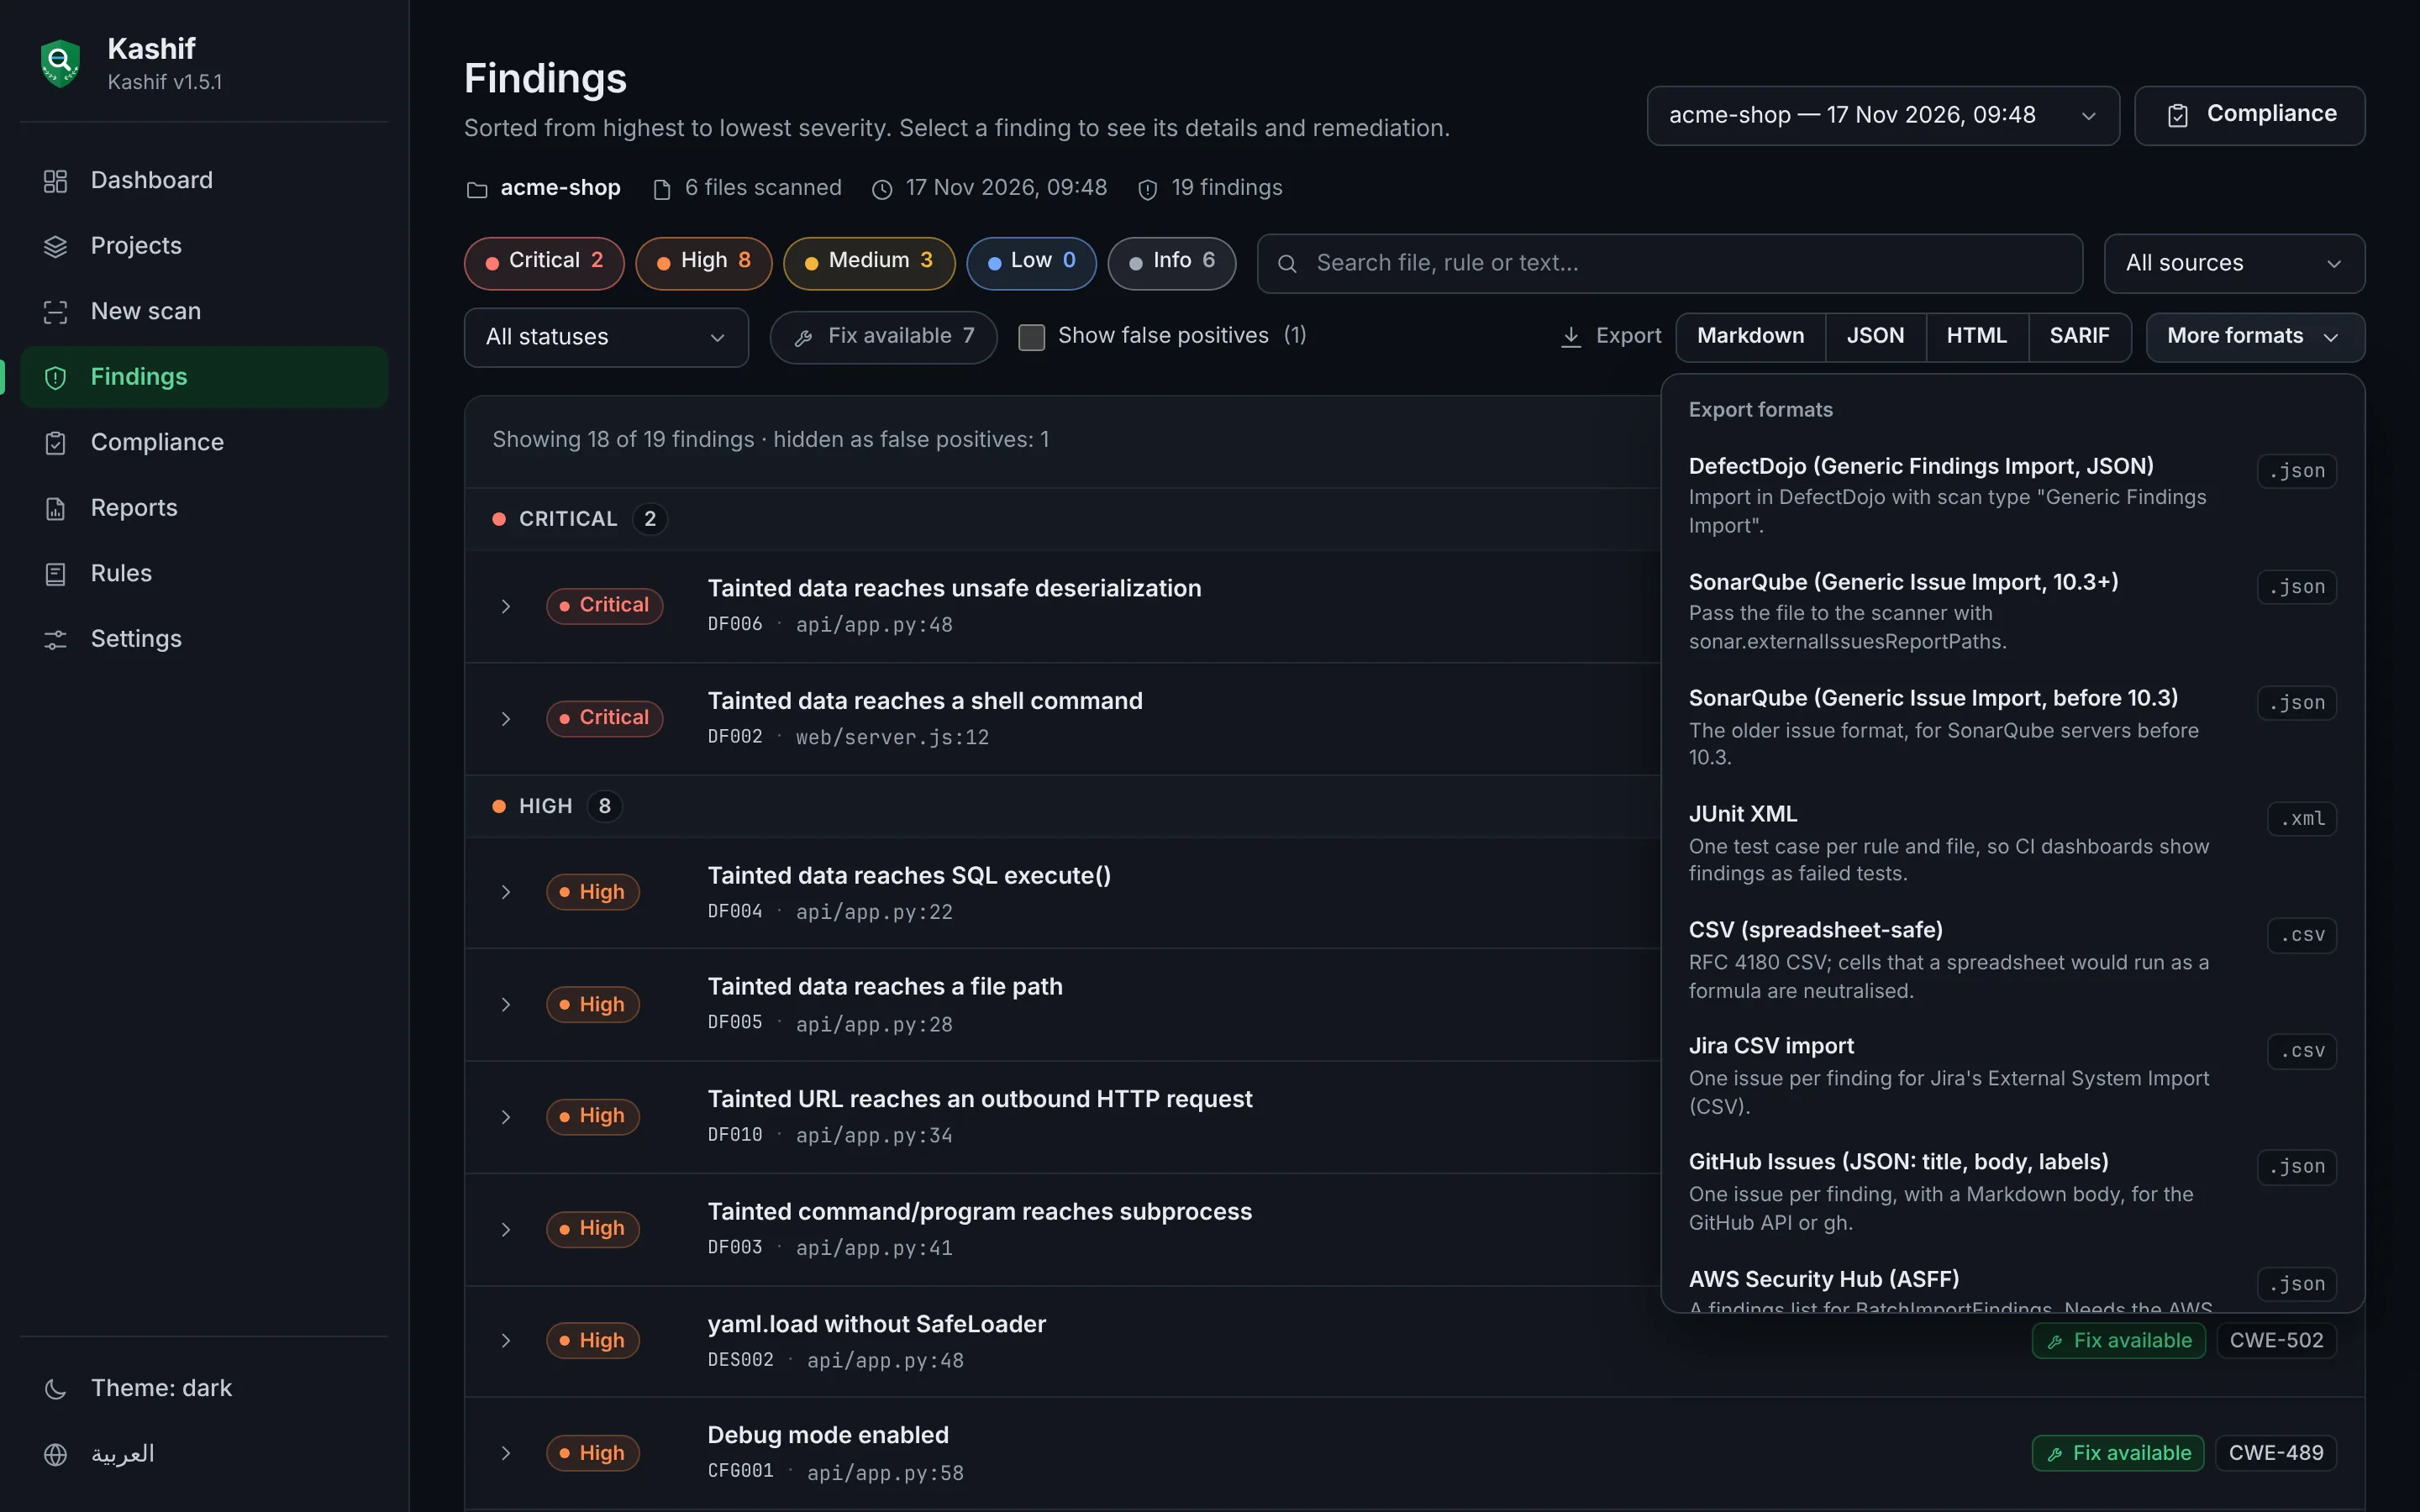 Kashif
Kashif v1.5.1
Dashboard
Projects
New scan
Findings
Compliance
Reports
Rules
Settings
Theme: dark
العربية
Findings
Sorted from highest to lowest severity. Select a finding to see its details and remediation.
acme-shop — 17 Nov 2026, 09:48
Compliance
acme-shop 6 files scanned 17 Nov 2026, 09:48 19 findings
Critical 2 High 8 Medium 3 Low 0 Info 6
Search file, rule or text...
All sources
All statuses
Fix available 7
Show false positives (1)
Export
Markdown JSON HTML SARIF
More formats
Showing 18 of 19 findings · hidden as false positives: 1
CRITICAL 2
Critical
Tainted data reaches unsafe deserialization
DF006 · api/app.py:48
Critical
Tainted data reaches a shell command
DF002 · web/server.js:12
HIGH 8
High
Tainted data reaches SQL execute()
DF004 · api/app.py:22
High
Tainted data reaches a file path
DF005 · api/app.py:28
High
Tainted URL reaches an outbound HTTP request
DF010 · api/app.py:34
High
Tainted command/program reaches subprocess
DF003 · api/app.py:41
High
yaml.load without SafeLoader
DES002 · api/app.py:48
Fix available CWE-502
High
Debug mode enabled
CFG001 · api/app.py:58
Fix available CWE-489
Export formats
DefectDojo (Generic Findings Import, JSON) .json
Import in DefectDojo with scan type "Generic Findings
Import".
SonarQube (Generic Issue Import, 10.3+) .json
Pass the file to the scanner with
sonar.externalIssuesReportPaths.
SonarQube (Generic Issue Import, before 10.3) .json
The older issue format, for SonarQube servers before
10.3.
JUnit XML .xml
One test case per rule and file, so CI dashboards show
findings as failed tests.
CSV (spreadsheet-safe) .csv
RFC 4180 CSV; cells that a spreadsheet would run as a
formula are neutralised.
Jira CSV import .csv
One issue per finding for Jira's External System Import
(CSV).
GitHub Issues (JSON: title, body, labels) .json
One issue per finding, with a Markdown body, for the
GitHub API or gh.
AWS Security Hub (ASFF) .json
A findings list for BatchImportFindings. Needs the AWS